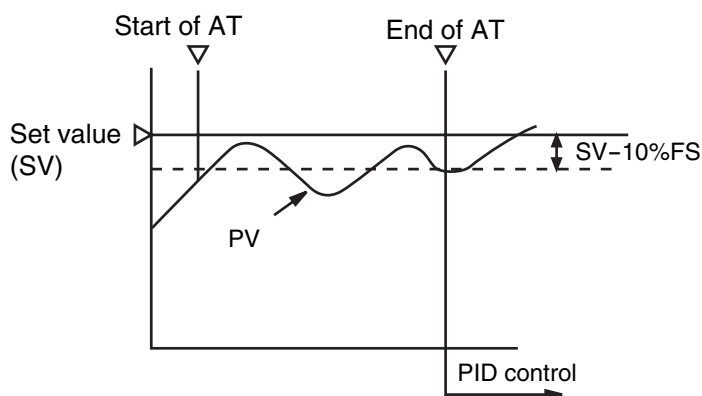 Start of AT
End of AT
Set value
(SV)
SV−10%FS
PV
PID control